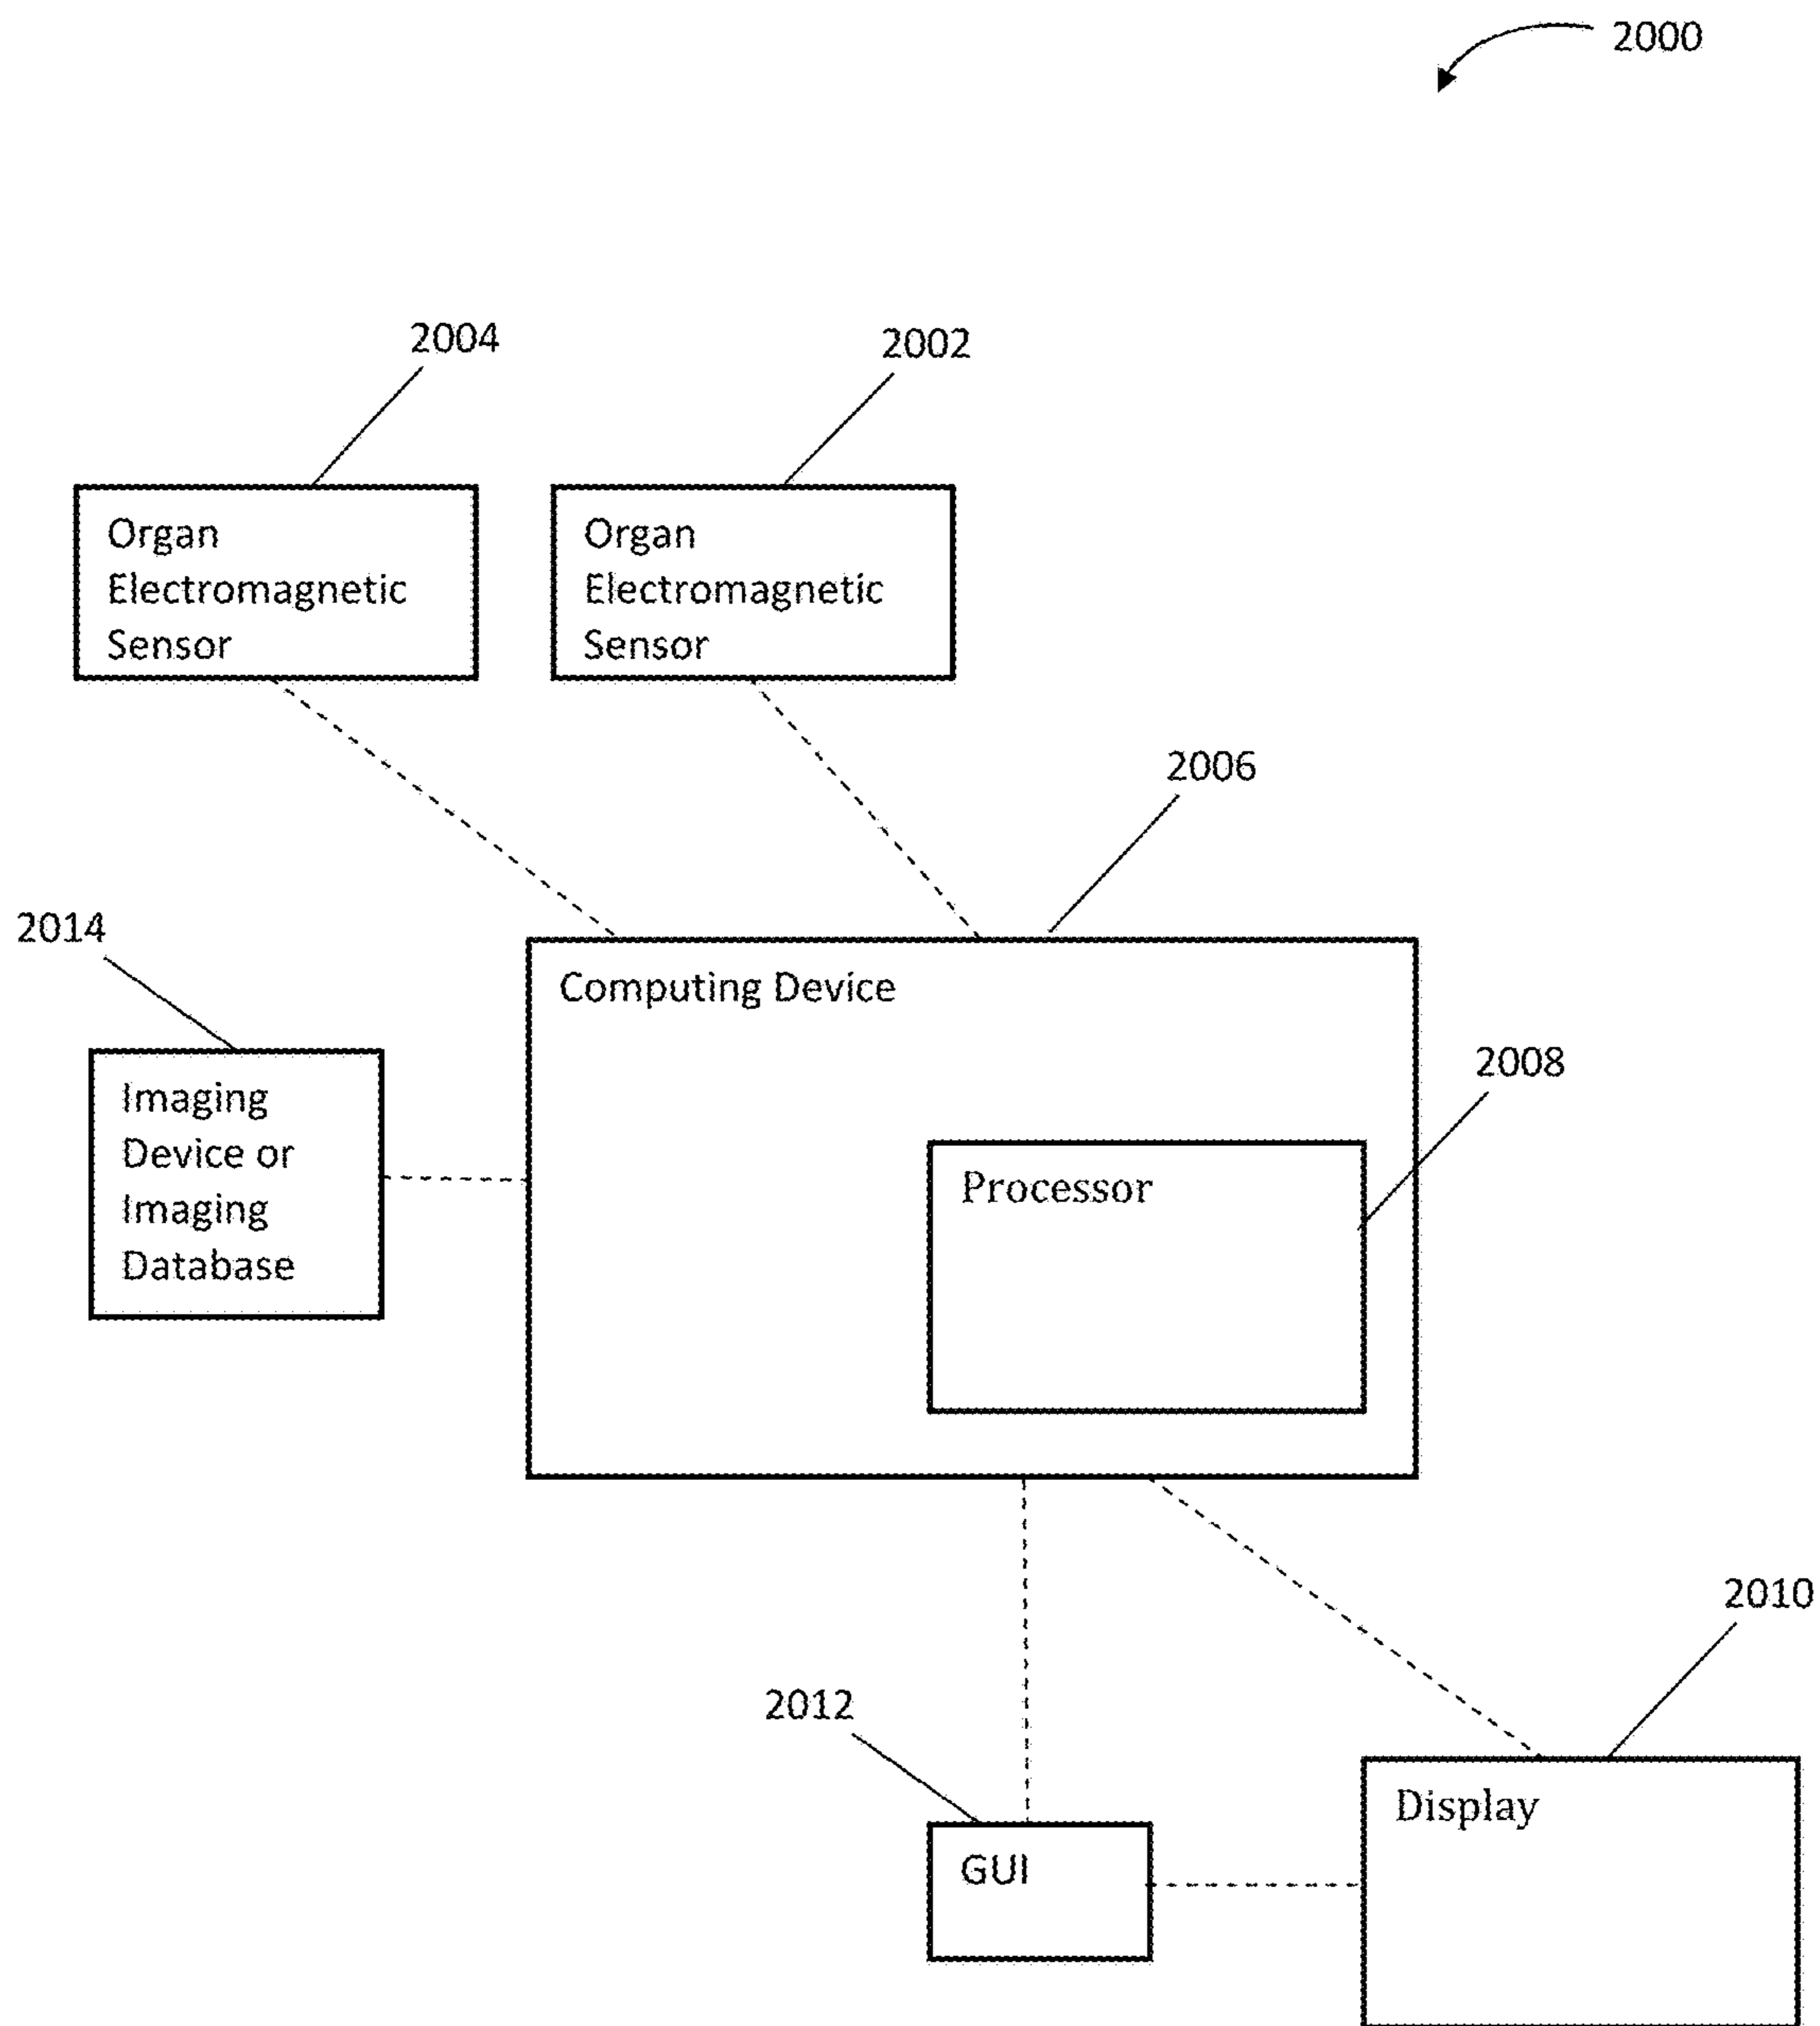 2000
2004
2002
Organ
Electromagnetic
Sensor
Organ
Electromagnetic
Sensor
2006
2014
Computing Device
Imaging
Device or
Imaging
Database
2008
Processor
2010
2012
Display
GUI